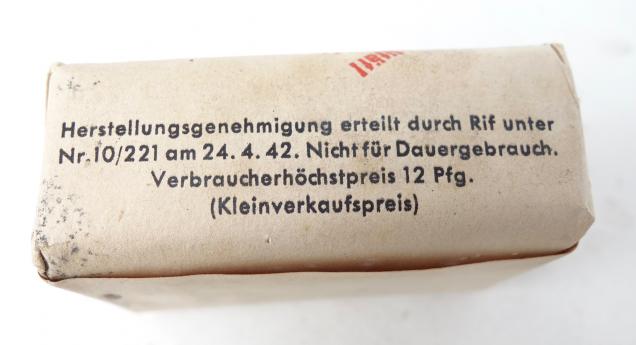 Herstellungsgenehmigung erteilt durch Rif unter
Nr. 10/221 am 24. 4. 42. Nicht für Dauergebrauch.
Verbraucherhöchstpreis 12 Pfg.
(Kleinverkaufspreis)